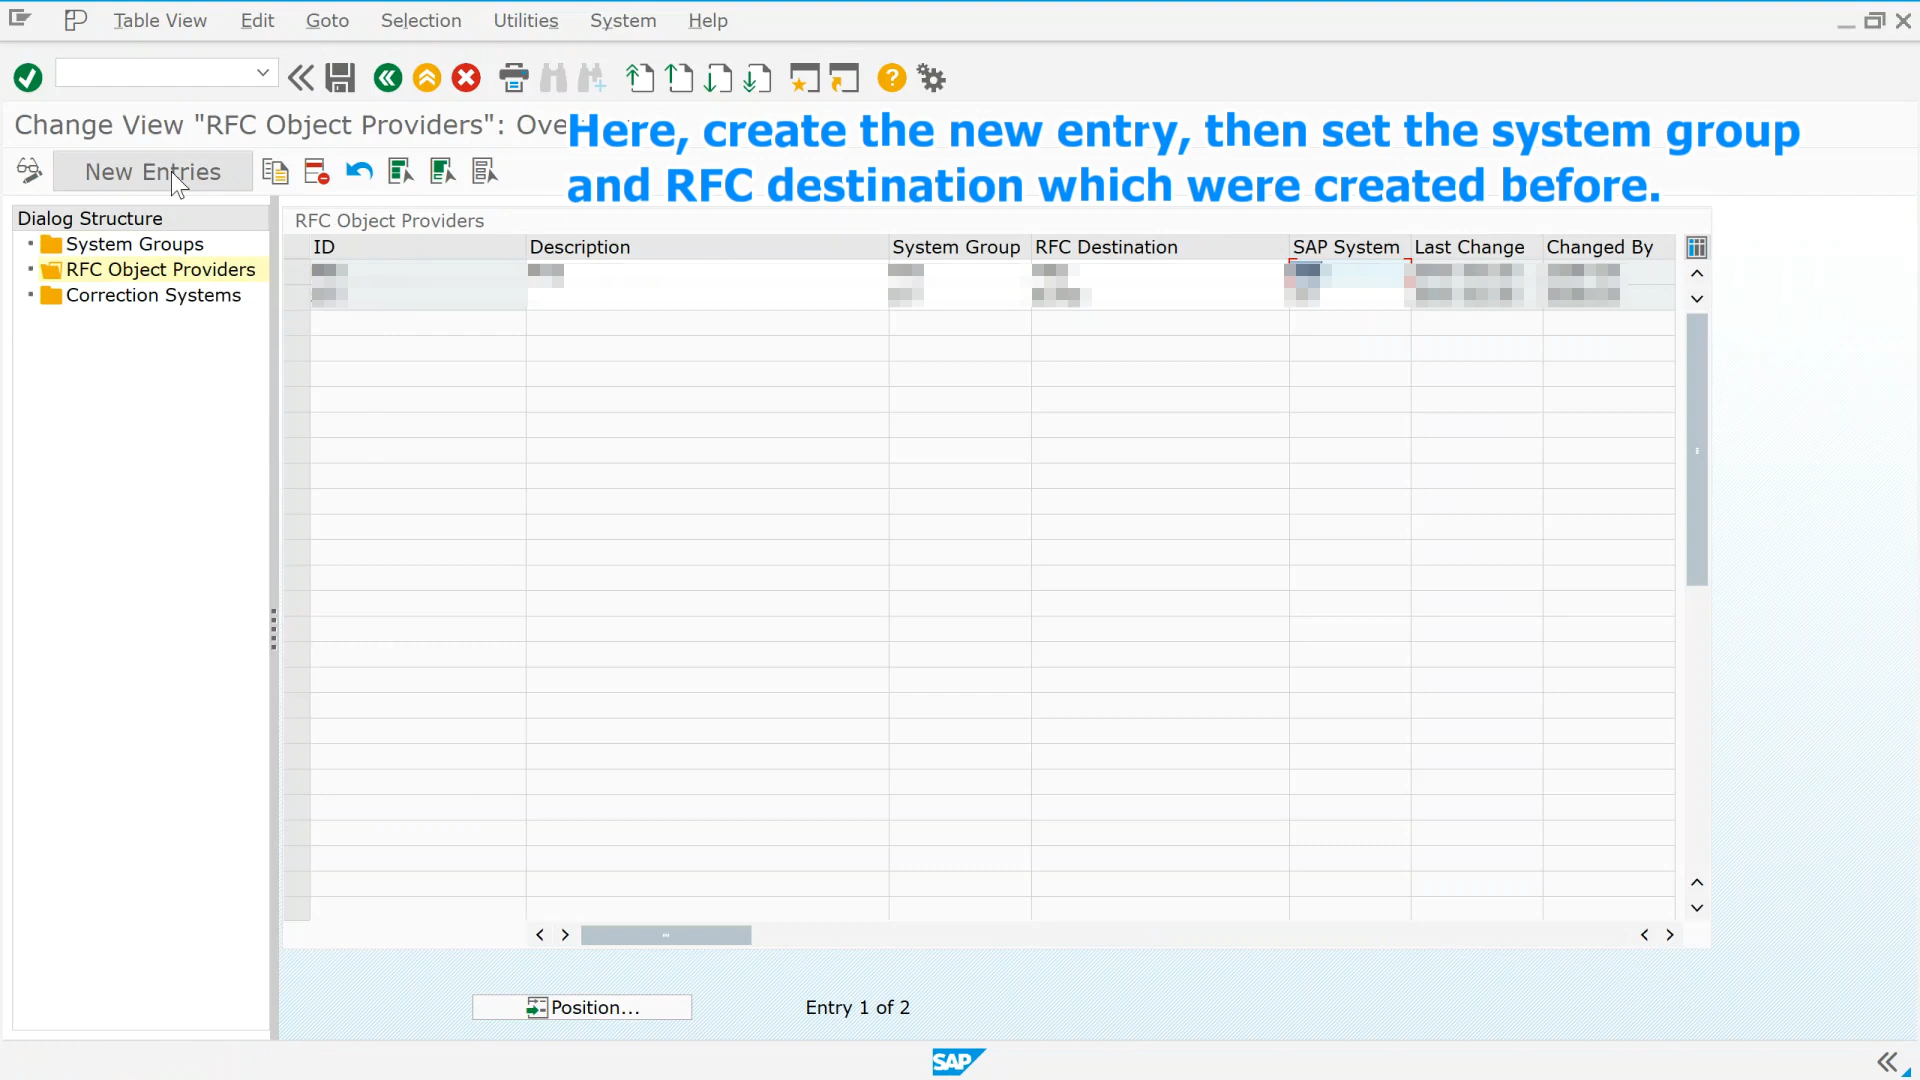 Table View Edit Goto Selection Utilities System Help
Change View "RFC Object Providers": Ove
Here, create the new entry, then set the system group
and RFC destination which were created before.
New Entries
Dialog Structure
System Groups
RFC Object Providers
Correction Systems
RFC Object Providers
ID Description System Group RFC Destination SAP System Last Change Changed By
Position... Entry 1 of 2
SAP